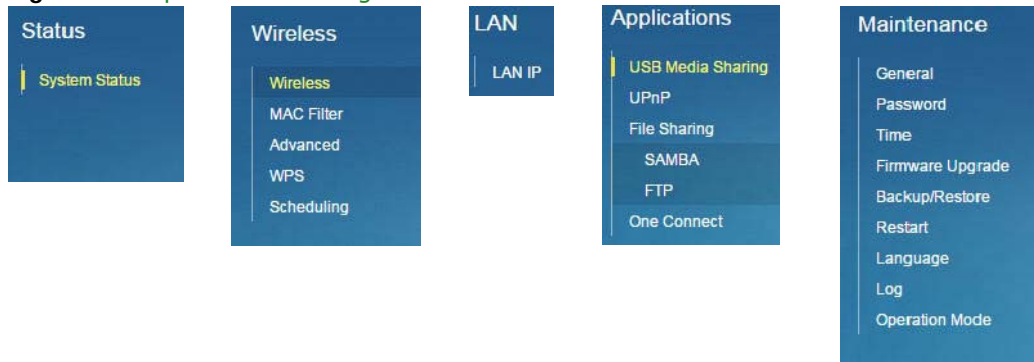 Status
System Status
Wireless
Wireless
MAC Filter
Advanced
WPS
Scheduling
LAN
LAN IP
Applications
USB Media Sharing
UPnP
File Sharing
SAMBA
FTP
One Connect
Maintenance
General
Password
Time
Firmware Upgrade
Backup/Restore
Restart
Language
Log
Operation Mode